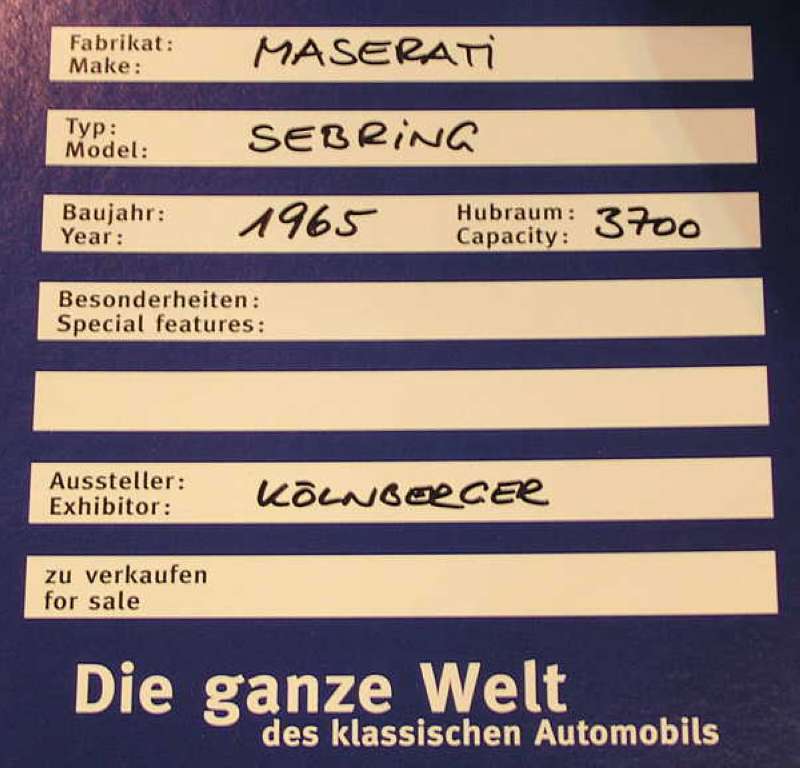 Fabrikat: MASERATi
Make:
Typ: SEBRiNG
Model:
Baujahr: 1965 Hubraum: 3700
Year: Capacity:
Besonderheiten:
Special features:
Aussteller: KÖLNBERGER
Exhibitor:
zu verkaufen
for sale
Die ganze Welt
des klassischen Automobils